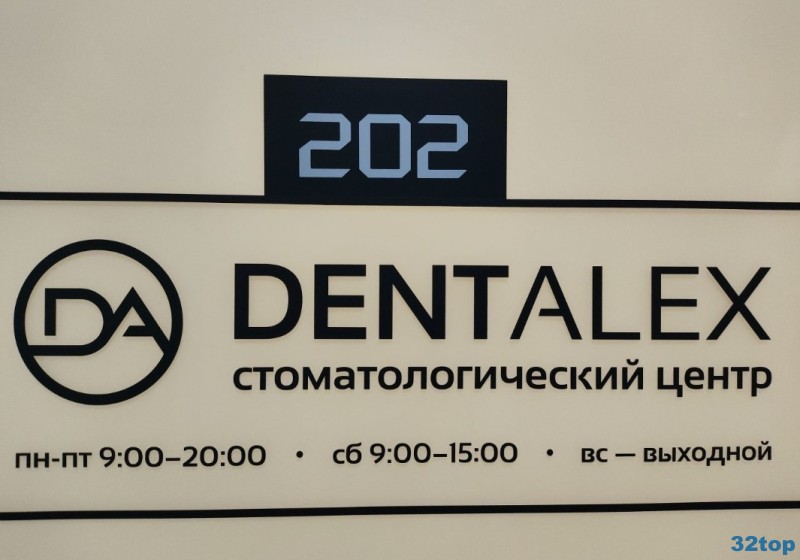 202
DA
DENTALEX
стоматологический центр
пн-пт 9:00–20:00 • сб 9:00–15:00 • вс — выходной
32top